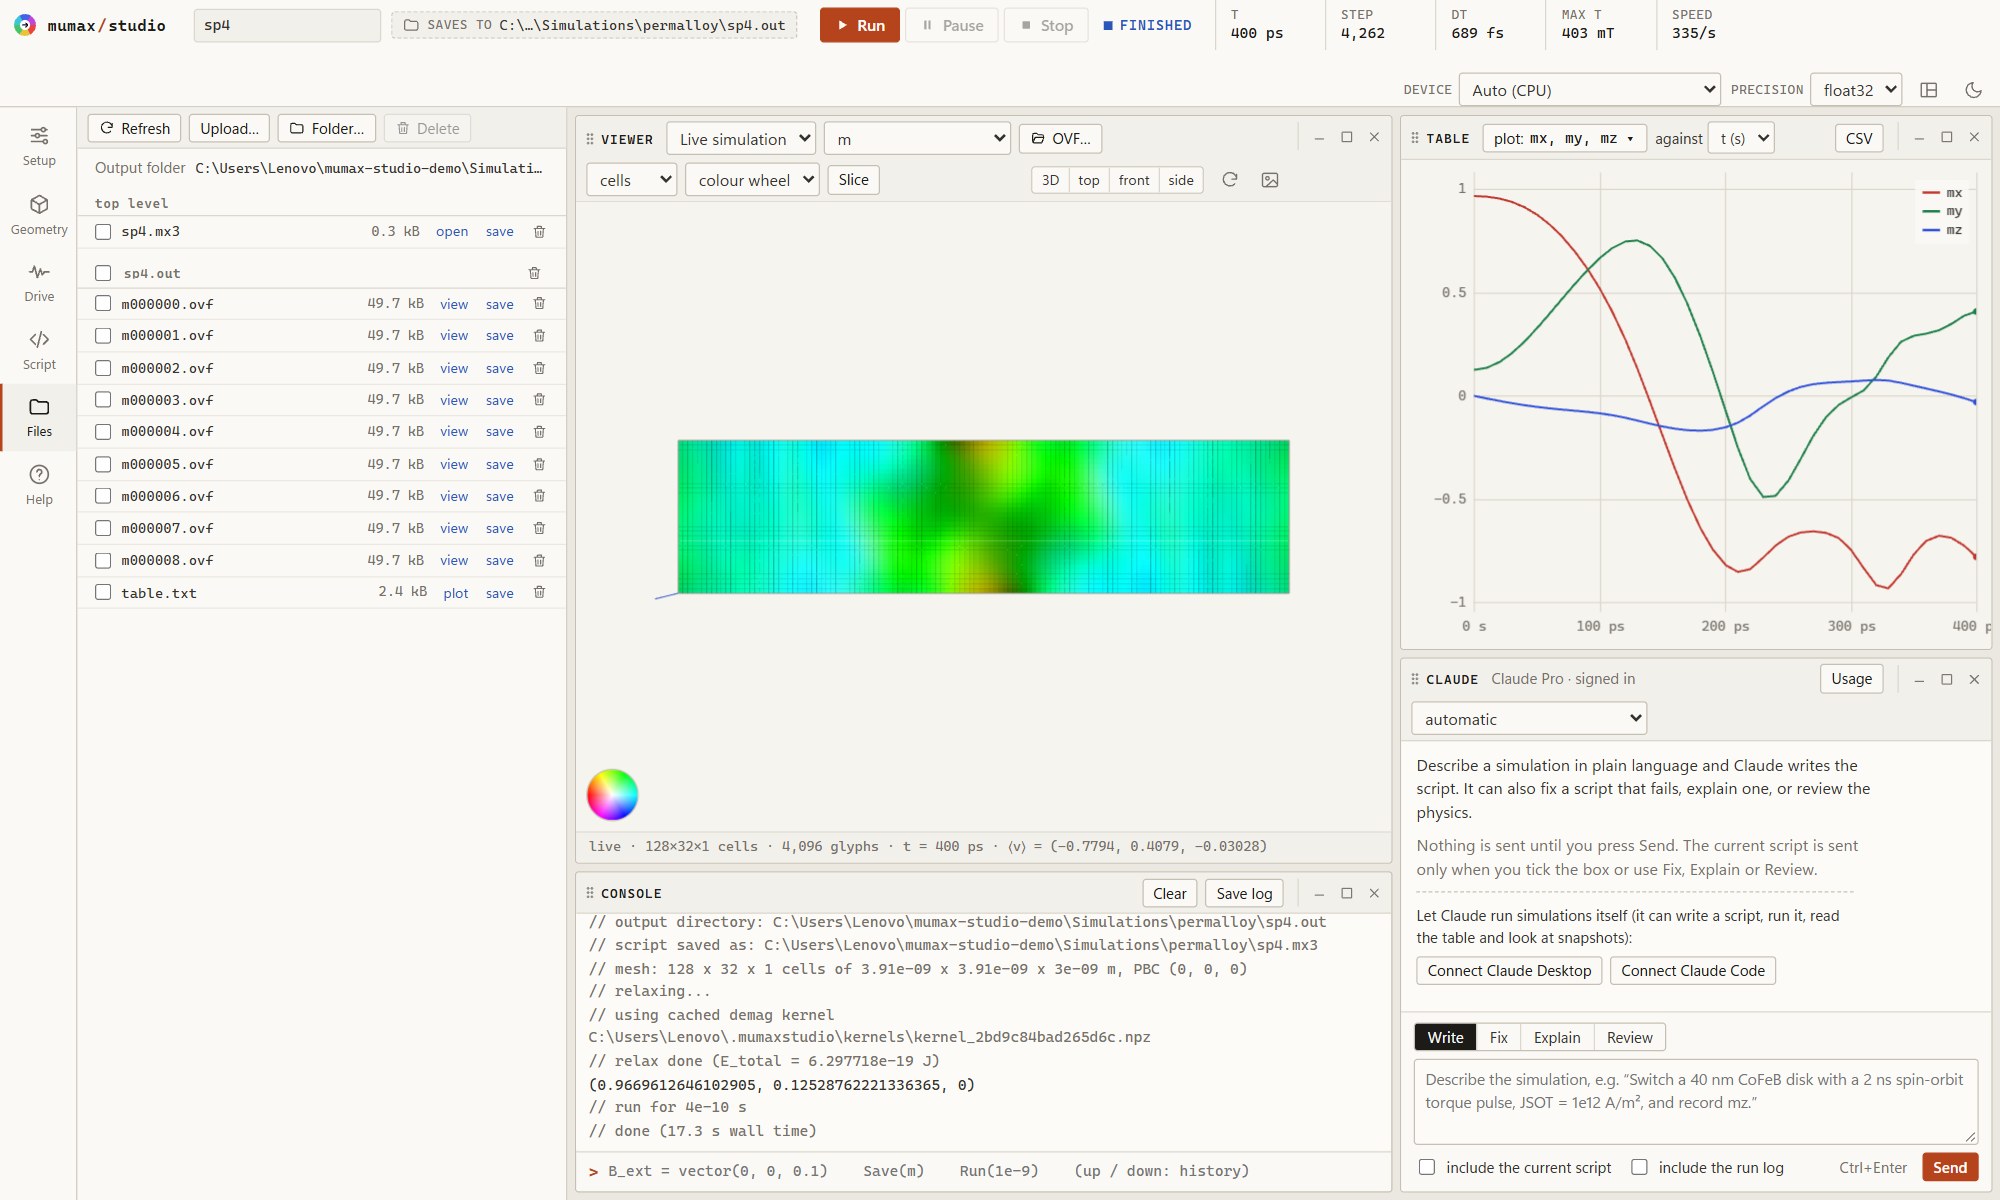 mumax/studio
sp4
SAVES TO C:\…\Simulations\permalloy\sp4.out
Run
Pause
Stop
FINISHED
T
400 ps
STEP
4,262
DT
689 fs
MAX T
403 mT
SPEED
335/s
DEVICE
Auto (CPU)
PRECISION
float32
Setup
Geometry
Drive
Script
Files
Help
Refresh
Upload...
Folder...
Delete
Output folder C:\Users\Lenovo\mumax-studio-demo\Simulati…
top level
sp4.mx3 0.3 kB open save
sp4.out
m000000.ovf 49.7 kB view save
m000001.ovf 49.7 kB view save
m000002.ovf 49.7 kB view save
m000003.ovf 49.7 kB view save
m000004.ovf 49.7 kB view save
m000005.ovf 49.7 kB view save
m000006.ovf 49.7 kB view save
m000007.ovf 49.7 kB view save
m000008.ovf 49.7 kB view save
table.txt 2.4 kB plot save
VIEWER
Live simulation
m
OVF...
cells
colour wheel
Slice
3D top front side
live · 128×32×1 cells · 4,096 glyphs · t = 400 ps · ⟨v⟩ = (−0.7794, 0.4079, −0.03028)
CONSOLE
Clear
Save log
// output directory: C:\Users\Lenovo\mumax-studio-demo\Simulations\permalloy\sp4.out
// script saved as: C:\Users\Lenovo\mumax-studio-demo\Simulations\permalloy\sp4.mx3
// mesh: 128 x 32 x 1 cells of 3.91e-09 x 3.91e-09 x 3e-09 m, PBC (0, 0, 0)
// relaxing...
// using cached demag kernel
C:\Users\Lenovo\.mumaxstudio\kernels\kernel_2bd9c84bad265d6c.npz
// relax done (E_total = 6.297718e-19 J)
(0.9669612646102905, 0.12528762221336365, 0)
// run for 4e-10 s
// done (17.3 s wall time)
> B_ext = vector(0, 0, 0.1) Save(m) Run(1e-9) (up / down: history)
TABLE
plot: mx, my, mz
against
t (s)
CSV
mx
my
mz
1
0.5
0
−0.5
−1
0 s
100 ps
200 ps
300 ps
400 p
CLAUDE
Claude Pro · signed in
Usage
automatic
Describe a simulation in plain language and Claude writes the
script. It can also fix a script that fails, explain one, or review the
physics.
Nothing is sent until you press Send. The current script is sent
only when you tick the box or use Fix, Explain or Review.
Let Claude run simulations itself (it can write a script, run it, read
the table and look at snapshots):
Connect Claude Desktop
Connect Claude Code
Write Fix Explain Review
Describe the simulation, e.g. "Switch a 40 nm CoFeB disk with a 2 ns spin-orbit
torque pulse, JSOT = 1e12 A/m², and record mz."
include the current script
include the run log
Ctrl+Enter
Send